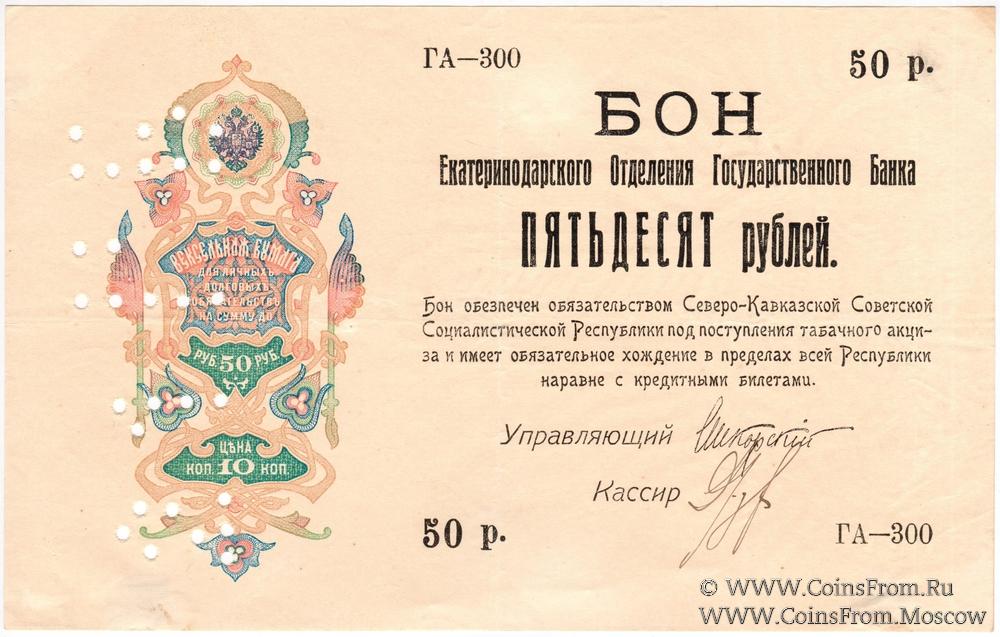 ГА—300
50 р.
БОН
Екатеринодарского Отделения Государственного Банка
ПЯТЬДЕСЯТ рублей.
Бон обезпечен обязательством Северо-Кавказской Советской
Социалистической Республики под поступления табачного акци-
за и имеет обязательное хождение в пределах всей Республики
наравне с кредитными билетами.
Управляющий
Кассир
50 р.
ГА—300
ВЕКСЕЛЬНАЯ БУМАГА
ДЛЯ ЛИЧНЫХЪ
ДОЛГОВЫХЪ
ОБЯЗАТЕЛЬСТВЪ
НА СУММУ ДО
РУБ. 50 РУБ.
ЦѢНА
КОП. 10 КОП.
© WWW.CoinsFrom.Ru
WWW.CoinsFrom.Moscow